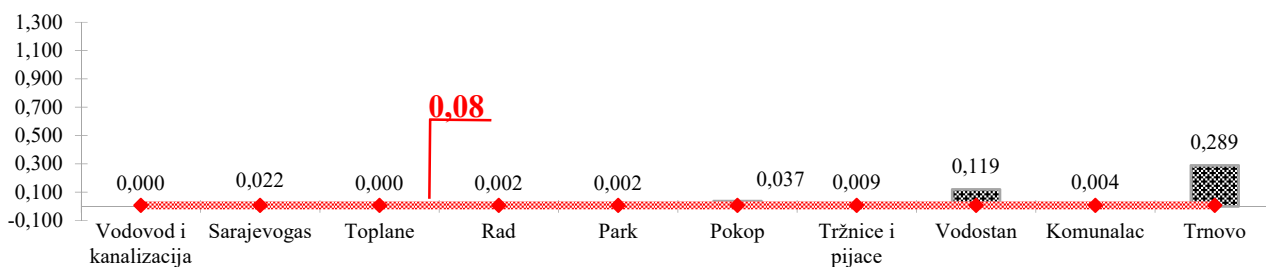 1,300
1,100
0,900
0,700
0,500
0,300
0,100
-0,100
0,08
0,000
0,022
0,000
0,002
0,002
0,037
0,009
0,119
0,004
0,289
Vodovod i
kanalizacija
Sarajevogas
Toplane
Rad
Park
Pokop
Tržnice i
pijace
Vodostan
Komunalac
Trnovo